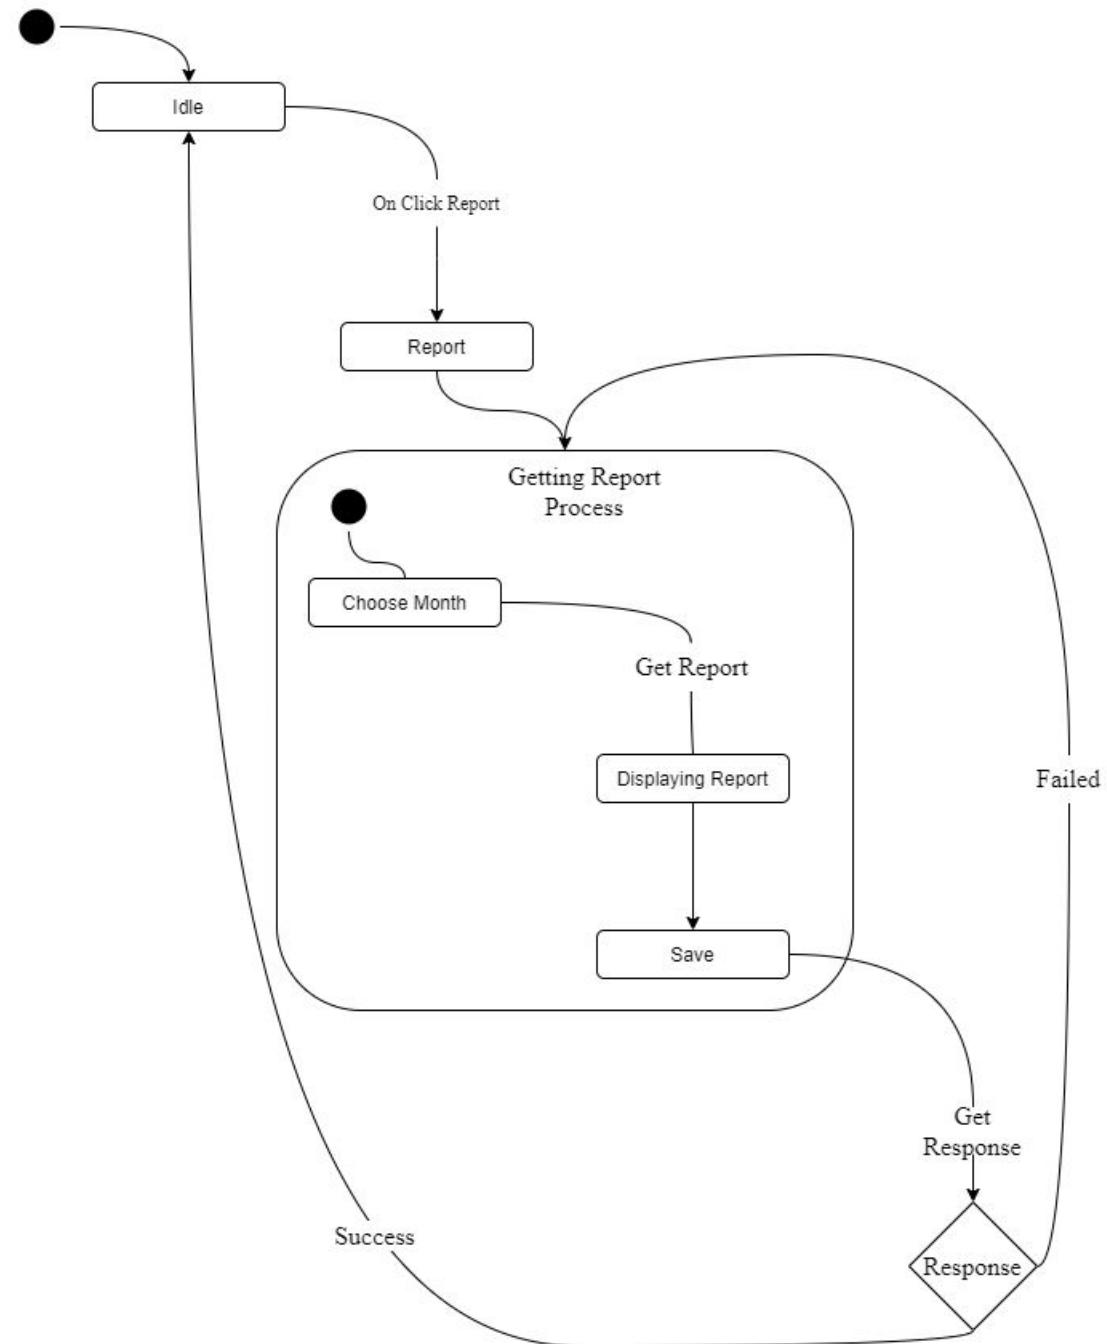 Idle
On Click Report
Report
Getting Report
Process
Choose Month
Get Report
Displaying Report
Failed
Save
Get
Response
Success
Response